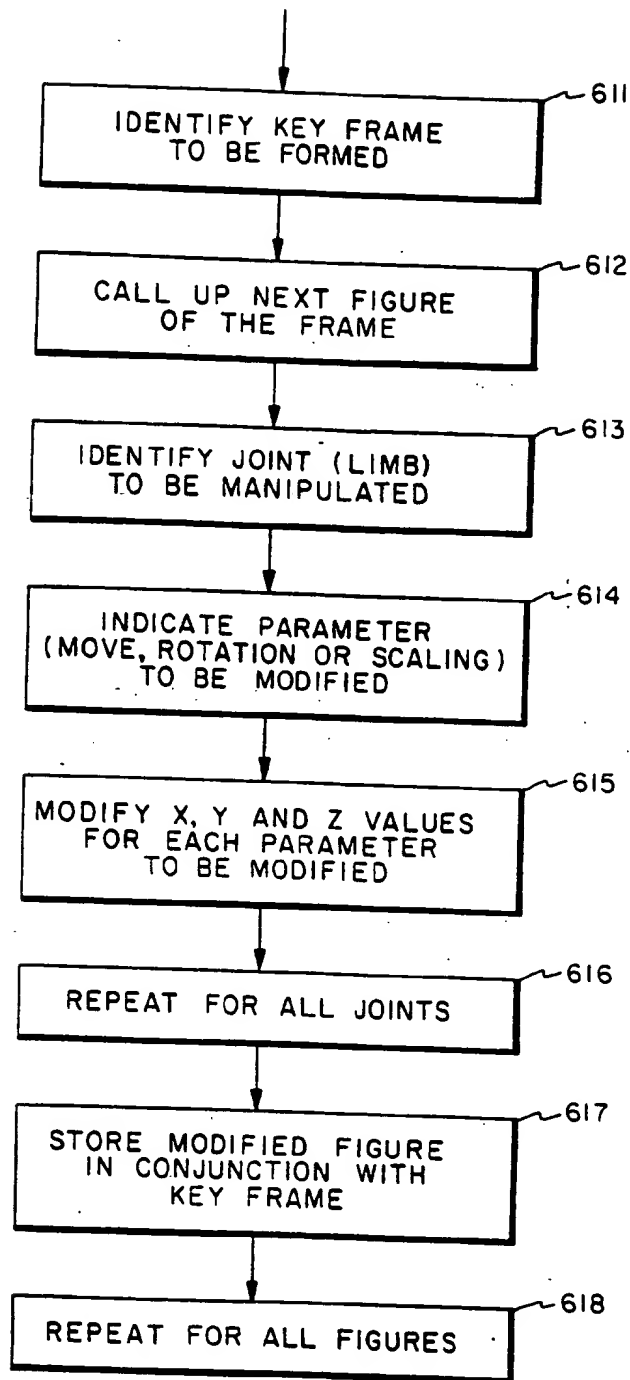 611
IDENTIFY KEY FRAME
TO BE FORMED
612
CALL UP NEXT FIGURE
OF THE FRAME
613
IDENTIFY JOINT (LIMB)
TO BE MANIPULATED
614
INDICATE PARAMETER
(MOVE, ROTATION OR SCALING)
TO BE MODIFIED
615
MODIFY X, Y AND Z VALUES
FOR EACH PARAMETER
TO BE MODIFIED
616
REPEAT FOR ALL JOINTS
617
STORE MODIFIED FIGURE
IN CONJUNCTION WITH
KEY FRAME
618
REPEAT FOR ALL FIGURES